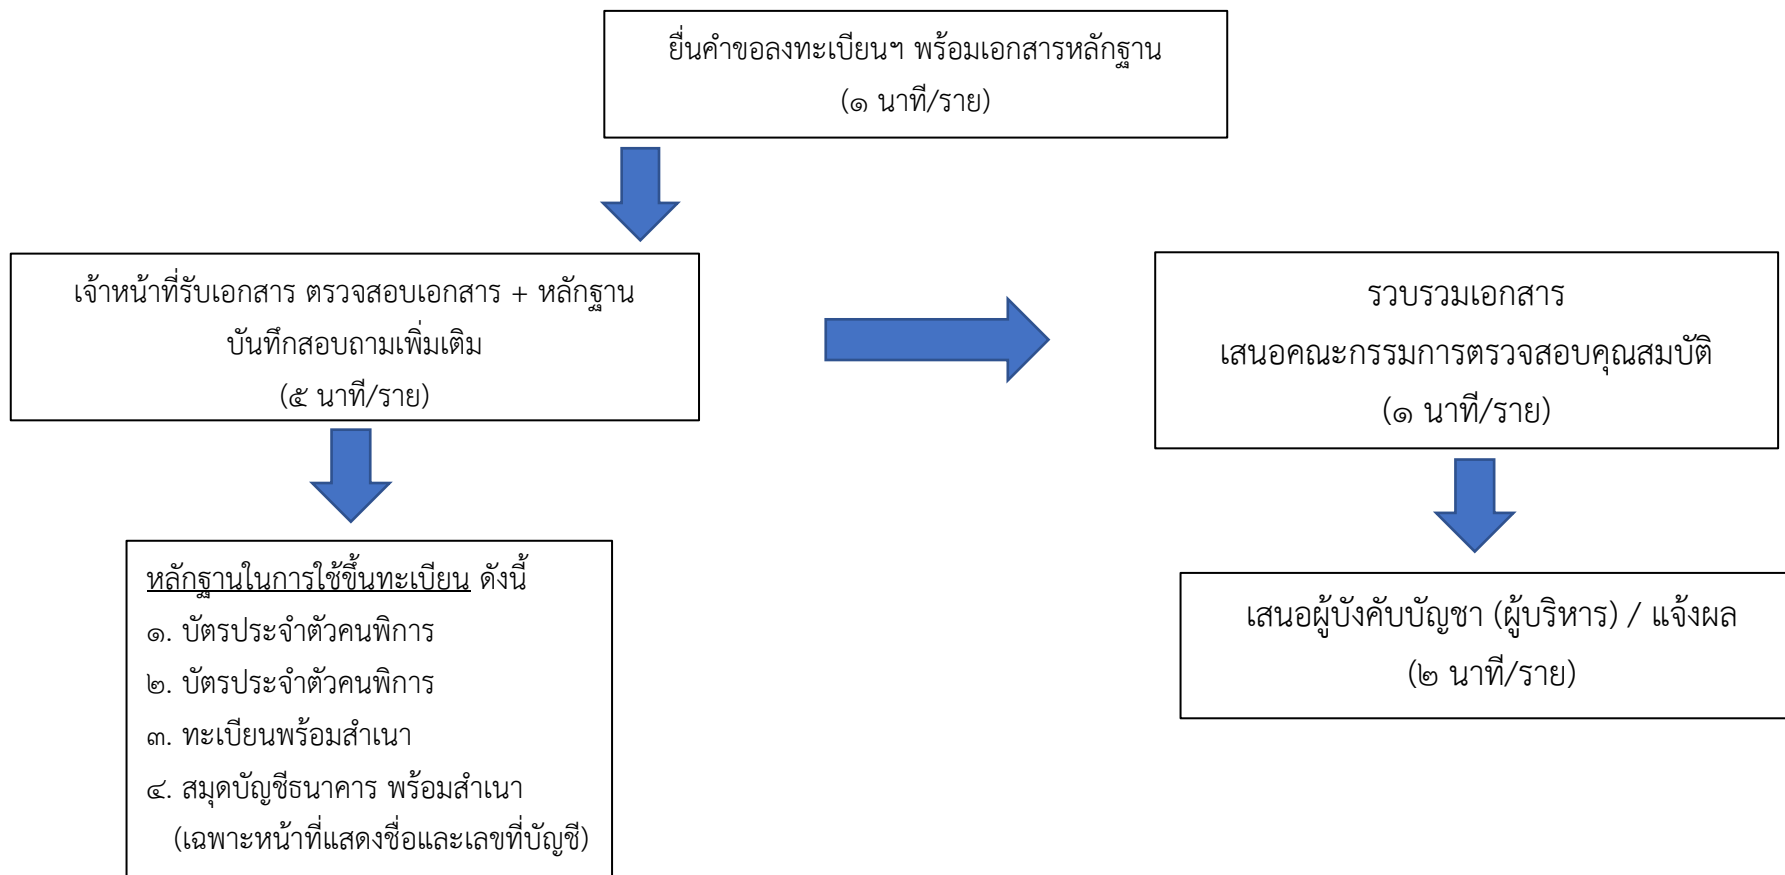 ยื่นคำขอลงทะเบียนฯ พร้อมเอกสารหลักฐาน
(๑ นาที/ราย)
เจ้าหน้าที่รับเอกสาร ตรวจสอบเอกสาร + หลักฐาน
บันทึกสอบถามเพิ่มเติม
(๕ นาที/ราย)
รวบรวมเอกสาร
เสนอคณะกรรมการตรวจสอบคุณสมบัติ
(๑ นาที/ราย)
หลักฐานในการใช้ขึ้นทะเบียน ดังนี้
๑. บัตรประจำตัวคนพิการ
๒. บัตรประจำตัวคนพิการ
๓. ทะเบียนพร้อมสำเนา
๔. สมุดบัญชีธนาคาร พร้อมสำเนา
(เฉพาะหน้าที่แสดงชื่อและเลขที่บัญชี)
เสนอผู้บังคับบัญชา (ผู้บริหาร) / แจ้งผล
(๒ นาที/ราย)